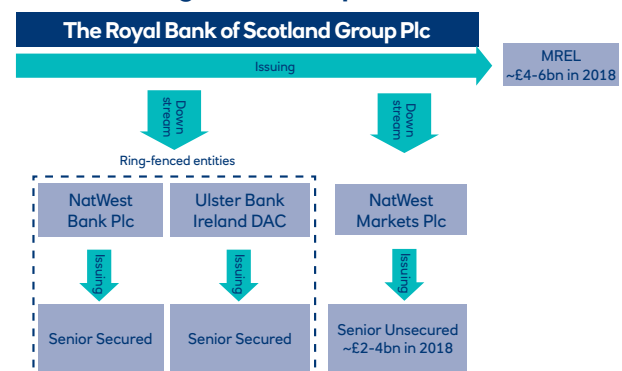 The Royal Bank of Scotland Group Plc
Issuing
MREL
~£4-6bn in 2018
Down
stream
Down
stream
Ring-fenced entities
NatWest
Bank Plc
Ulster Bank
Ireland DAC
NatWest
Markets Plc
Issuing
Issuing
Issuing
Senior Secured
Senior Secured
Senior Unsecured
~£2-4bn in 2018